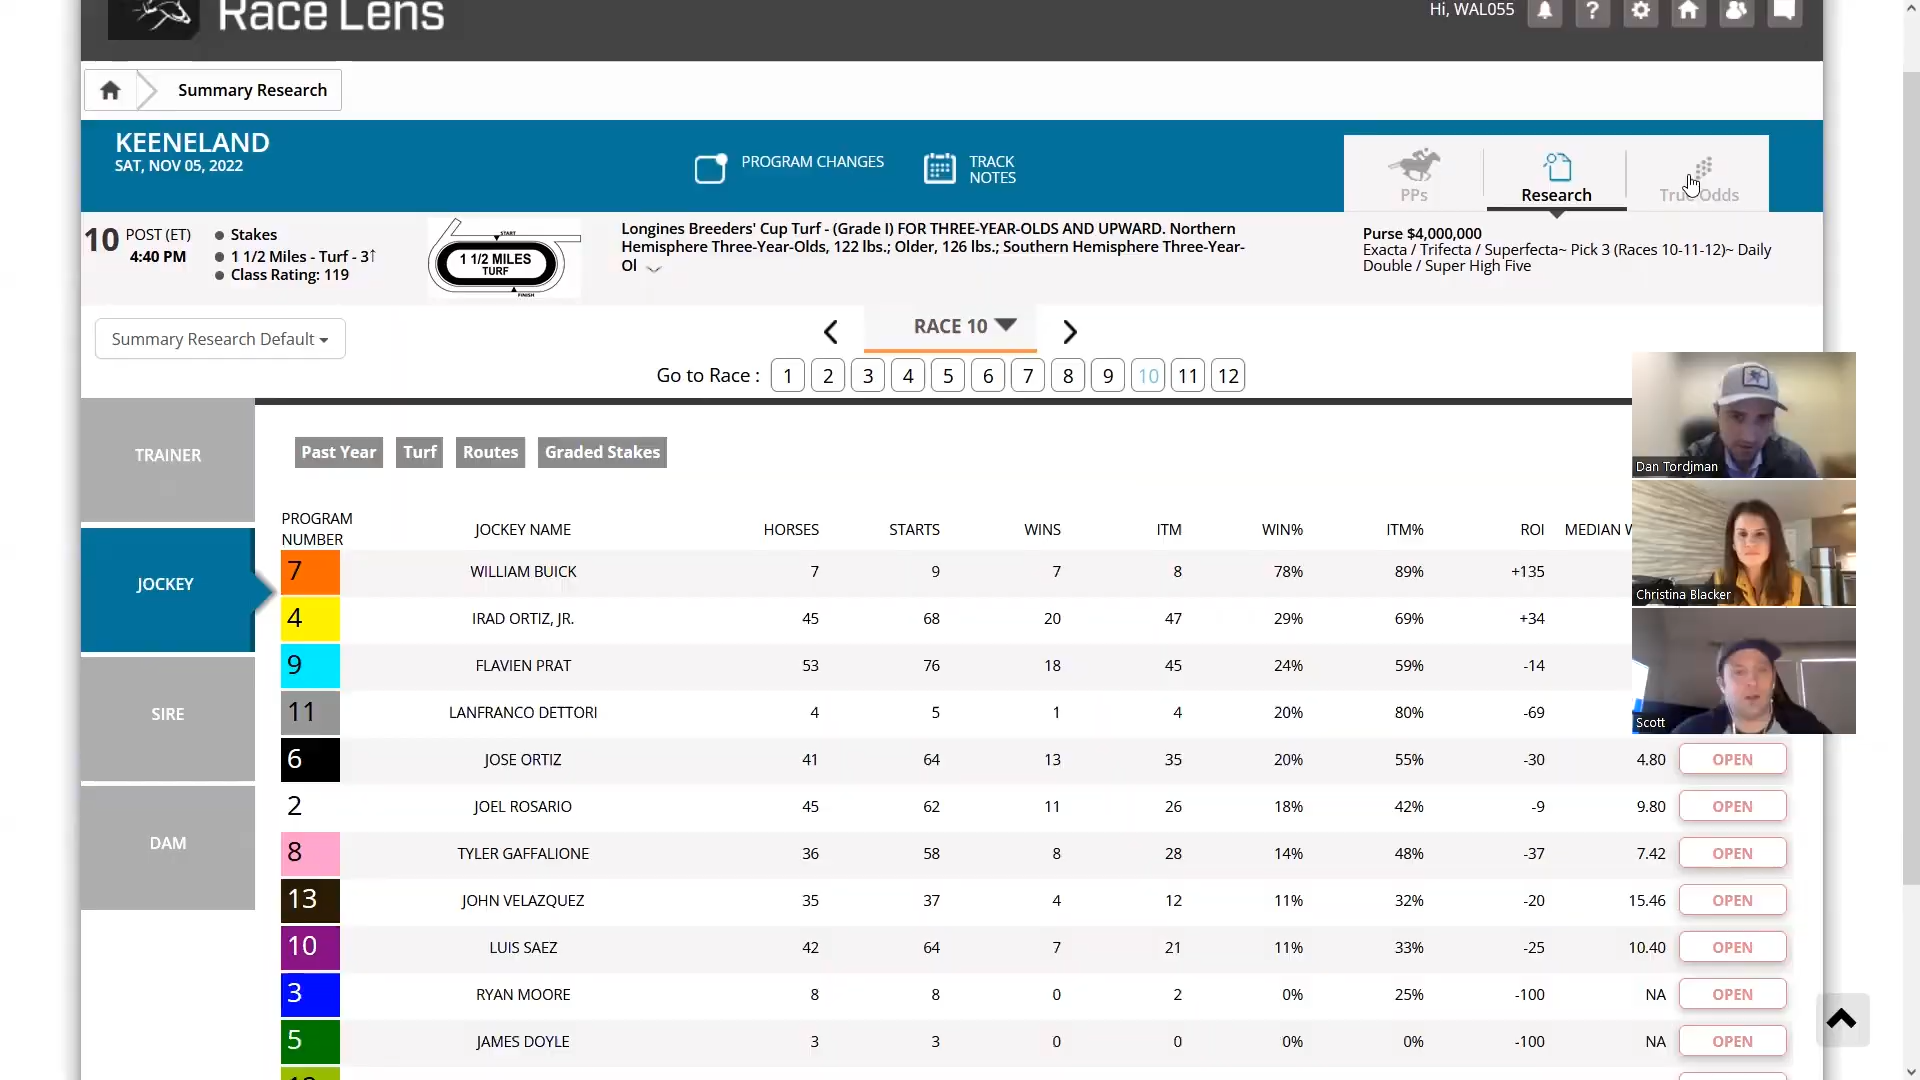 Race Lens
Hi, WAL055
?
Summary Research
KEENELAND
SAT, NOV 05, 2022
PROGRAM CHANGES
TRACK
NOTES
PPs
Research
True Odds
10
POST (ET)
4:40 PM
Stakes
1 1/2 Miles - Turf - 3↑
Class Rating: 119
START
1 1/2 MILES
TURF
FINISH
Longines Breeders' Cup Turf - (Grade I) FOR THREE-YEAR-OLDS AND UPWARD. Northern
Hemisphere Three-Year-Olds, 122 lbs.; Older, 126 lbs.; Southern Hemisphere Three-Year-
Ol
Purse $4,000,000
Exacta / Trifecta / Superfecta~ Pick 3 (Races 10-11-12)~ Daily
Double / Super High Five
Summary Research Default
RACE 10
Go to Race : 1 2 3 4 5 6 7 8 9 10 11 12
TRAINER
JOCKEY
SIRE
DAM
Past Year Turf Routes Graded Stakes
PROGRAM
NUMBER
JOCKEY NAME HORSES STARTS WINS ITM WIN% ITM% ROI MEDIAN W
7 WILLIAM BUICK 7 9 7 8 78% 89% +135
4 IRAD ORTIZ, JR. 45 68 20 47 29% 69% +34
9 FLAVIEN PRAT 53 76 18 45 24% 59% -14
11 LANFRANCO DETTORI 4 5 1 4 20% 80% -69
6 JOSE ORTIZ 41 64 13 35 20% 55% -30 4.80 OPEN
2 JOEL ROSARIO 45 62 11 26 18% 42% -9 9.80 OPEN
8 TYLER GAFFALIONE 36 58 8 28 14% 48% -37 7.42 OPEN
13 JOHN VELAZQUEZ 35 37 4 12 11% 32% -20 15.46 OPEN
10 LUIS SAEZ 42 64 7 21 11% 33% -25 10.40 OPEN
3 RYAN MOORE 8 8 0 2 0% 25% -100 NA OPEN
5 JAMES DOYLE 3 3 0 0 0% 0% -100 NA OPEN
Dan Tordjman
Christina Blacker
Scott